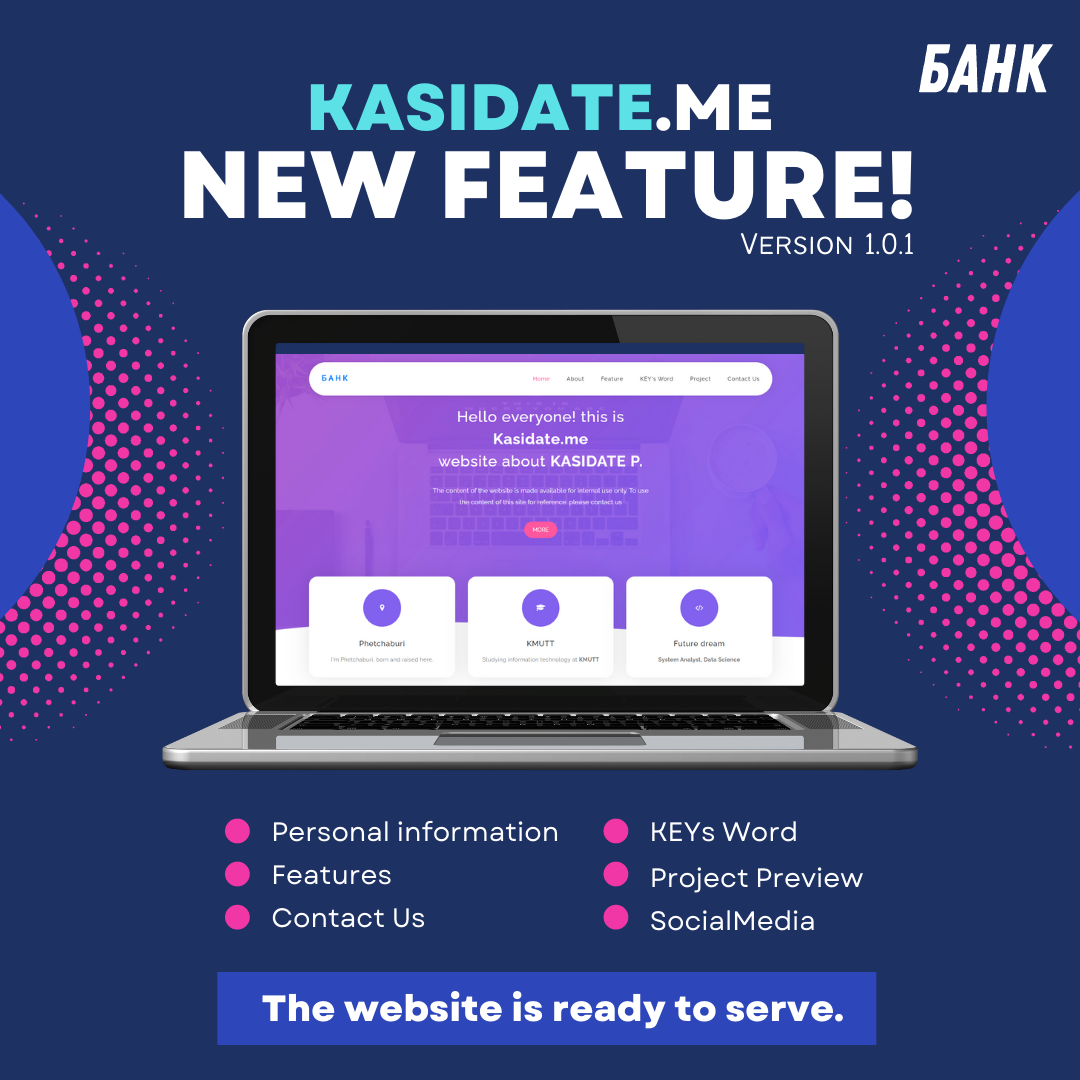 БАНК
KASIDATE.ME
NEW FEATURE!
VERSION 1.0.1
БАНК
Home About Feature KEY's Word Project Contact Us
Hello everyone! this is
Kasidate.me
website about KASIDATE P.
The content of the website is made available for internal use only. To use
the content of this site for reference. please contact us
MORE
Phetchaburi
I'm Phetchaburi, born and raised here.
KMUTT
Studying information technology at KMUTT
Future dream
System Analyst, Data Science
Personal information
Features
Contact Us
KEYs Word
Project Preview
SocialMedia
The website is ready to serve.